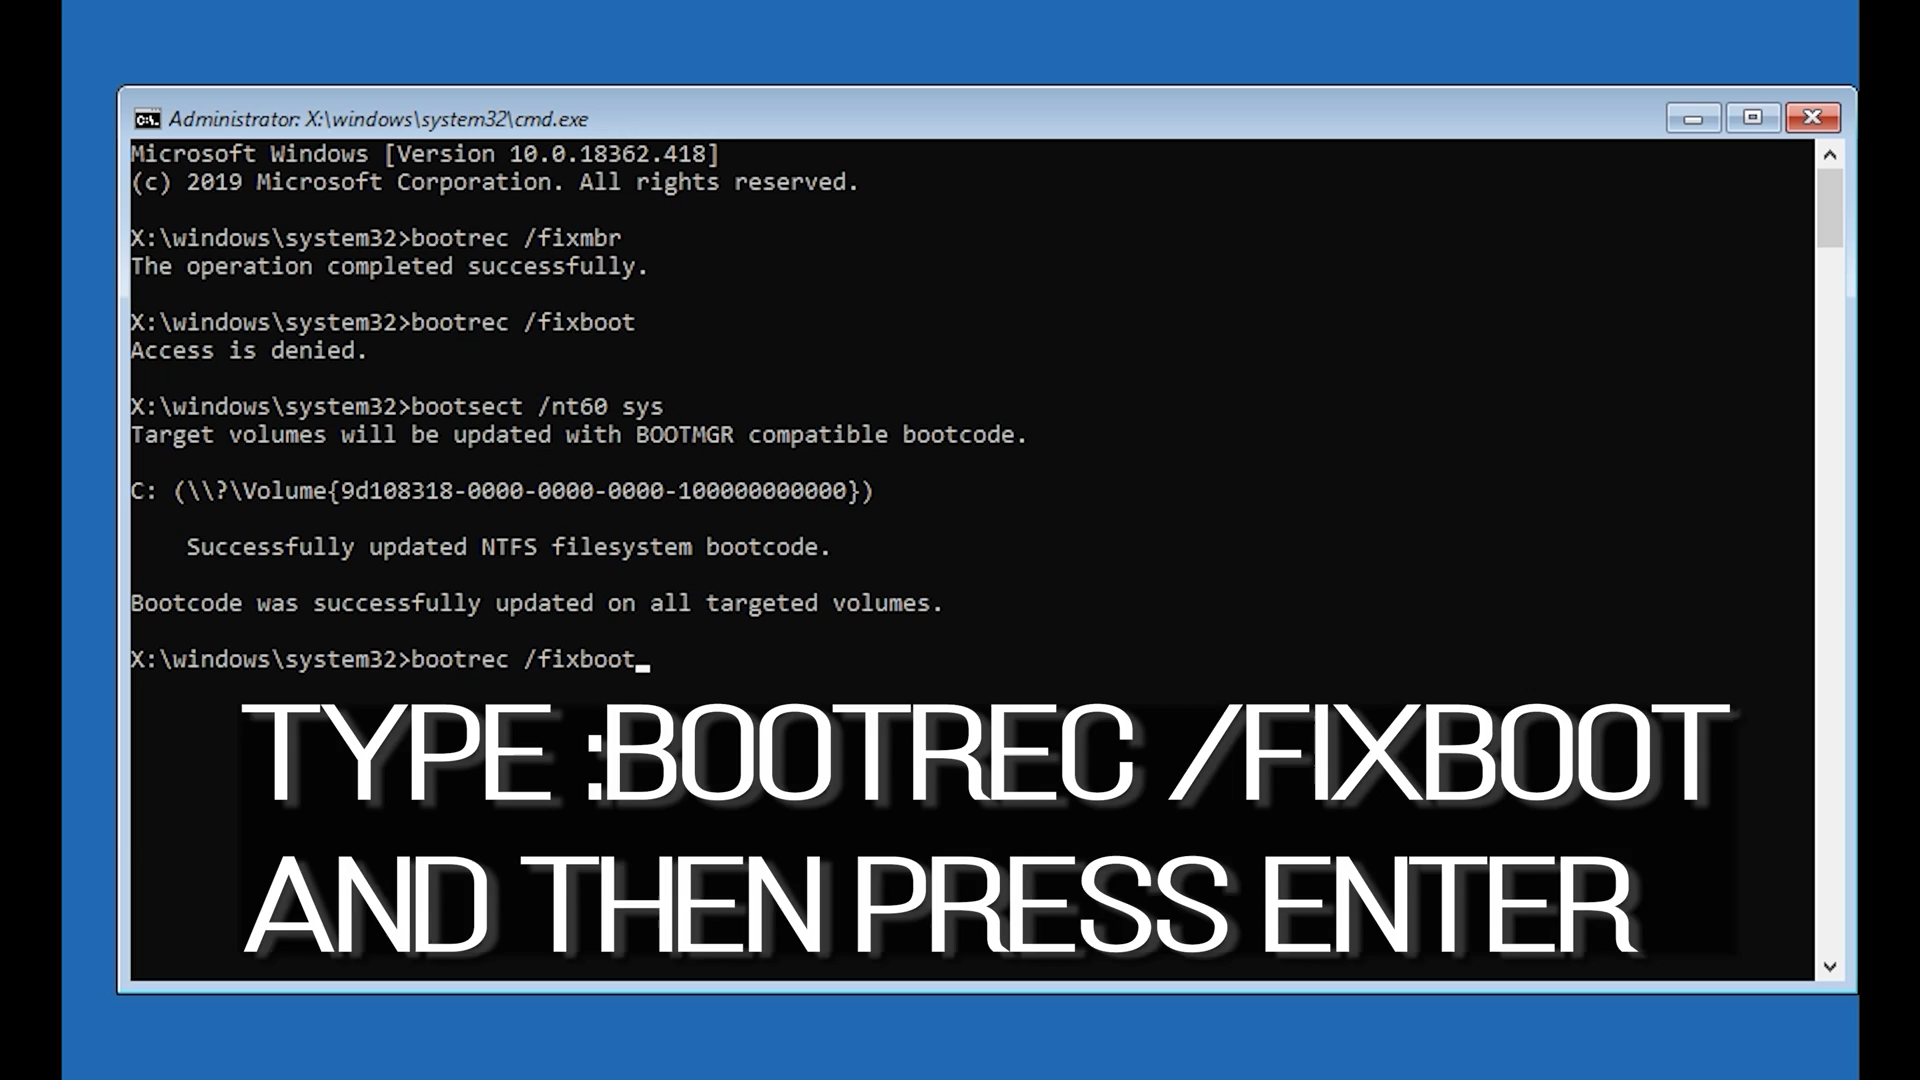 Administrator: X:\windows\system32\cmd.exe
Microsoft Windows [Version 10.0.18362.418]
(c) 2019 Microsoft Corporation. All rights reserved.
X:\windows\system32>bootrec /fixmbr
The operation completed successfully.
X:\windows\system32>bootrec /fixboot
Access is denied.
X:\windows\system32>bootsect /nt60 sys
Target volumes will be updated with BOOTMGR compatible bootcode.
C: (\\?\Volume{9d108318-0000-0000-0000-100000000000})
Successfully updated NTFS filesystem bootcode.
Bootcode was successfully updated on all targeted volumes.
X:\windows\system32>bootrec /fixboot_
TYPE :BOOTREC /FIXBOOT
AND THEN PRESS ENTER